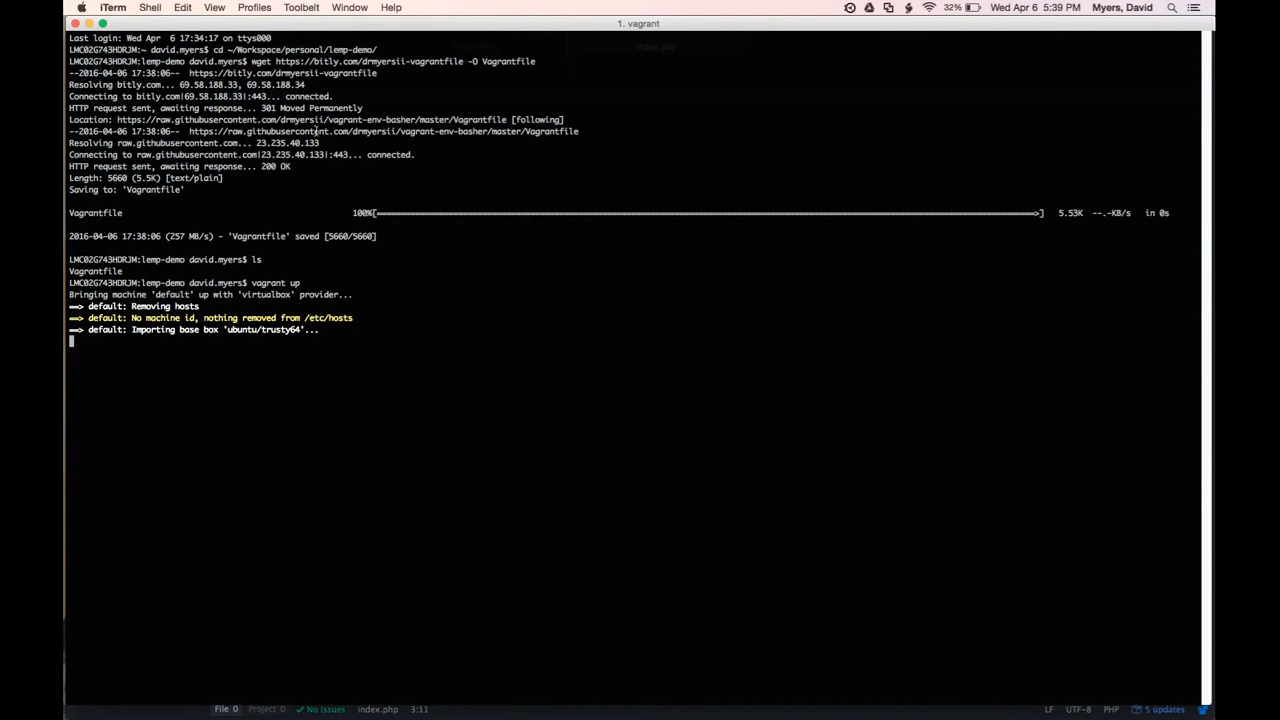 iTerm Shell Edit View Profiles Toolbelt Window Help 32% Wed Apr 6 5:39 PM Myers, David
1. vagrant
Last login: Wed Apr  6 17:34:17 on ttys000
LMC02G743HDRJM:~ david.myers$ cd ~/Workspace/personal/lemp-demo/
LMC02G743HDRJM:lemp-demo david.myers$ wget https://bitly.com/drmyersii-vagrantfile -O Vagrantfile
--2016-04-06 17:38:06--  https://bitly.com/drmyersii-vagrantfile
Resolving bitly.com... 69.58.188.33, 69.58.188.34
Connecting to bitly.com|69.58.188.33|:443... connected.
HTTP request sent, awaiting response... 301 Moved Permanently
Location: https://raw.githubusercontent.com/drmyersii/vagrant-env-basher/master/Vagrantfile [following]
--2016-04-06 17:38:06--  https://raw.githubusercontent.com/drmyersii/vagrant-env-basher/master/Vagrantfile
Resolving raw.githubusercontent.com... 23.235.40.133
Connecting to raw.githubusercontent.com|23.235.40.133|:443... connected.
HTTP request sent, awaiting response... 200 OK
Length: 5660 (5.5K) [text/plain]
Saving to: 'Vagrantfile'
Vagrantfile 100%[=====================>] 5.53K --.-KB/s in 0s
2016-04-06 17:38:06 (257 MB/s) - 'Vagrantfile' saved [5660/5660]
LMC02G743HDRJM:lemp-demo david.myers$ ls
Vagrantfile
LMC02G743HDRJM:lemp-demo david.myers$ vagrant up
Bringing machine 'default' up with 'virtualbox' provider...
==> default: Removing hosts
==> default: No machine id, nothing removed from /etc/hosts
==> default: Importing base box 'ubuntu/trusty64'...
File 0 Project 0 No Issues index.php 3:11 LF UTF-8 PHP 5 updates